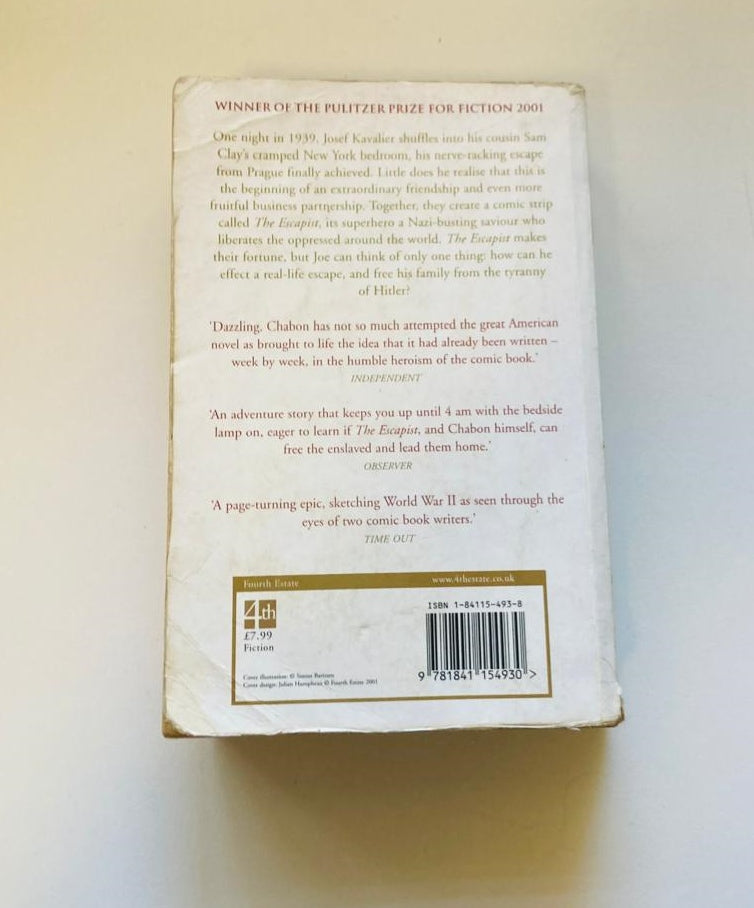 WINNER OF THE PULITZER PRIZE FOR FICTION 2001
One night in 1939, Josef Kavalier shuffles into his cousin Sam
Clay's cramped New York bedroom, his nerve-racking escape
from Prague finally achieved. Little does he realise that this is
the beginning of an extraordinary friendship and even more
fruitful business partnership. Together, they create a comic strip
called The Escapist, its superhero a Nazi-busting saviour who
liberates the oppressed around the world. The Escapist makes
their fortune, but Joe can think of only one thing: how can he
effect a real-life escape, and free his family from the tyranny
of Hitler?
'Dazzling. Chabon has not so much attempted the great American
novel as brought to life the idea that it had already been written –
week by week, in the humble heroism of the comic book.'
INDEPENDENT
'An adventure story that keeps you up until 4 am with the bedside
lamp on, eager to learn if The Escapist, and Chabon himself, can
free the enslaved and lead them home.'
OBSERVER
'A page-turning epic, sketching World War II as seen through the
eyes of two comic book writers.'
TIME OUT
Fourth Estate www.4thestate.co.uk
4th
£7.99
Fiction
ISBN 1-84115-493-8
9 781841 154930 >
Cover illustration: ©
Cover design: Julian Humphries © Fourth Estate 2001